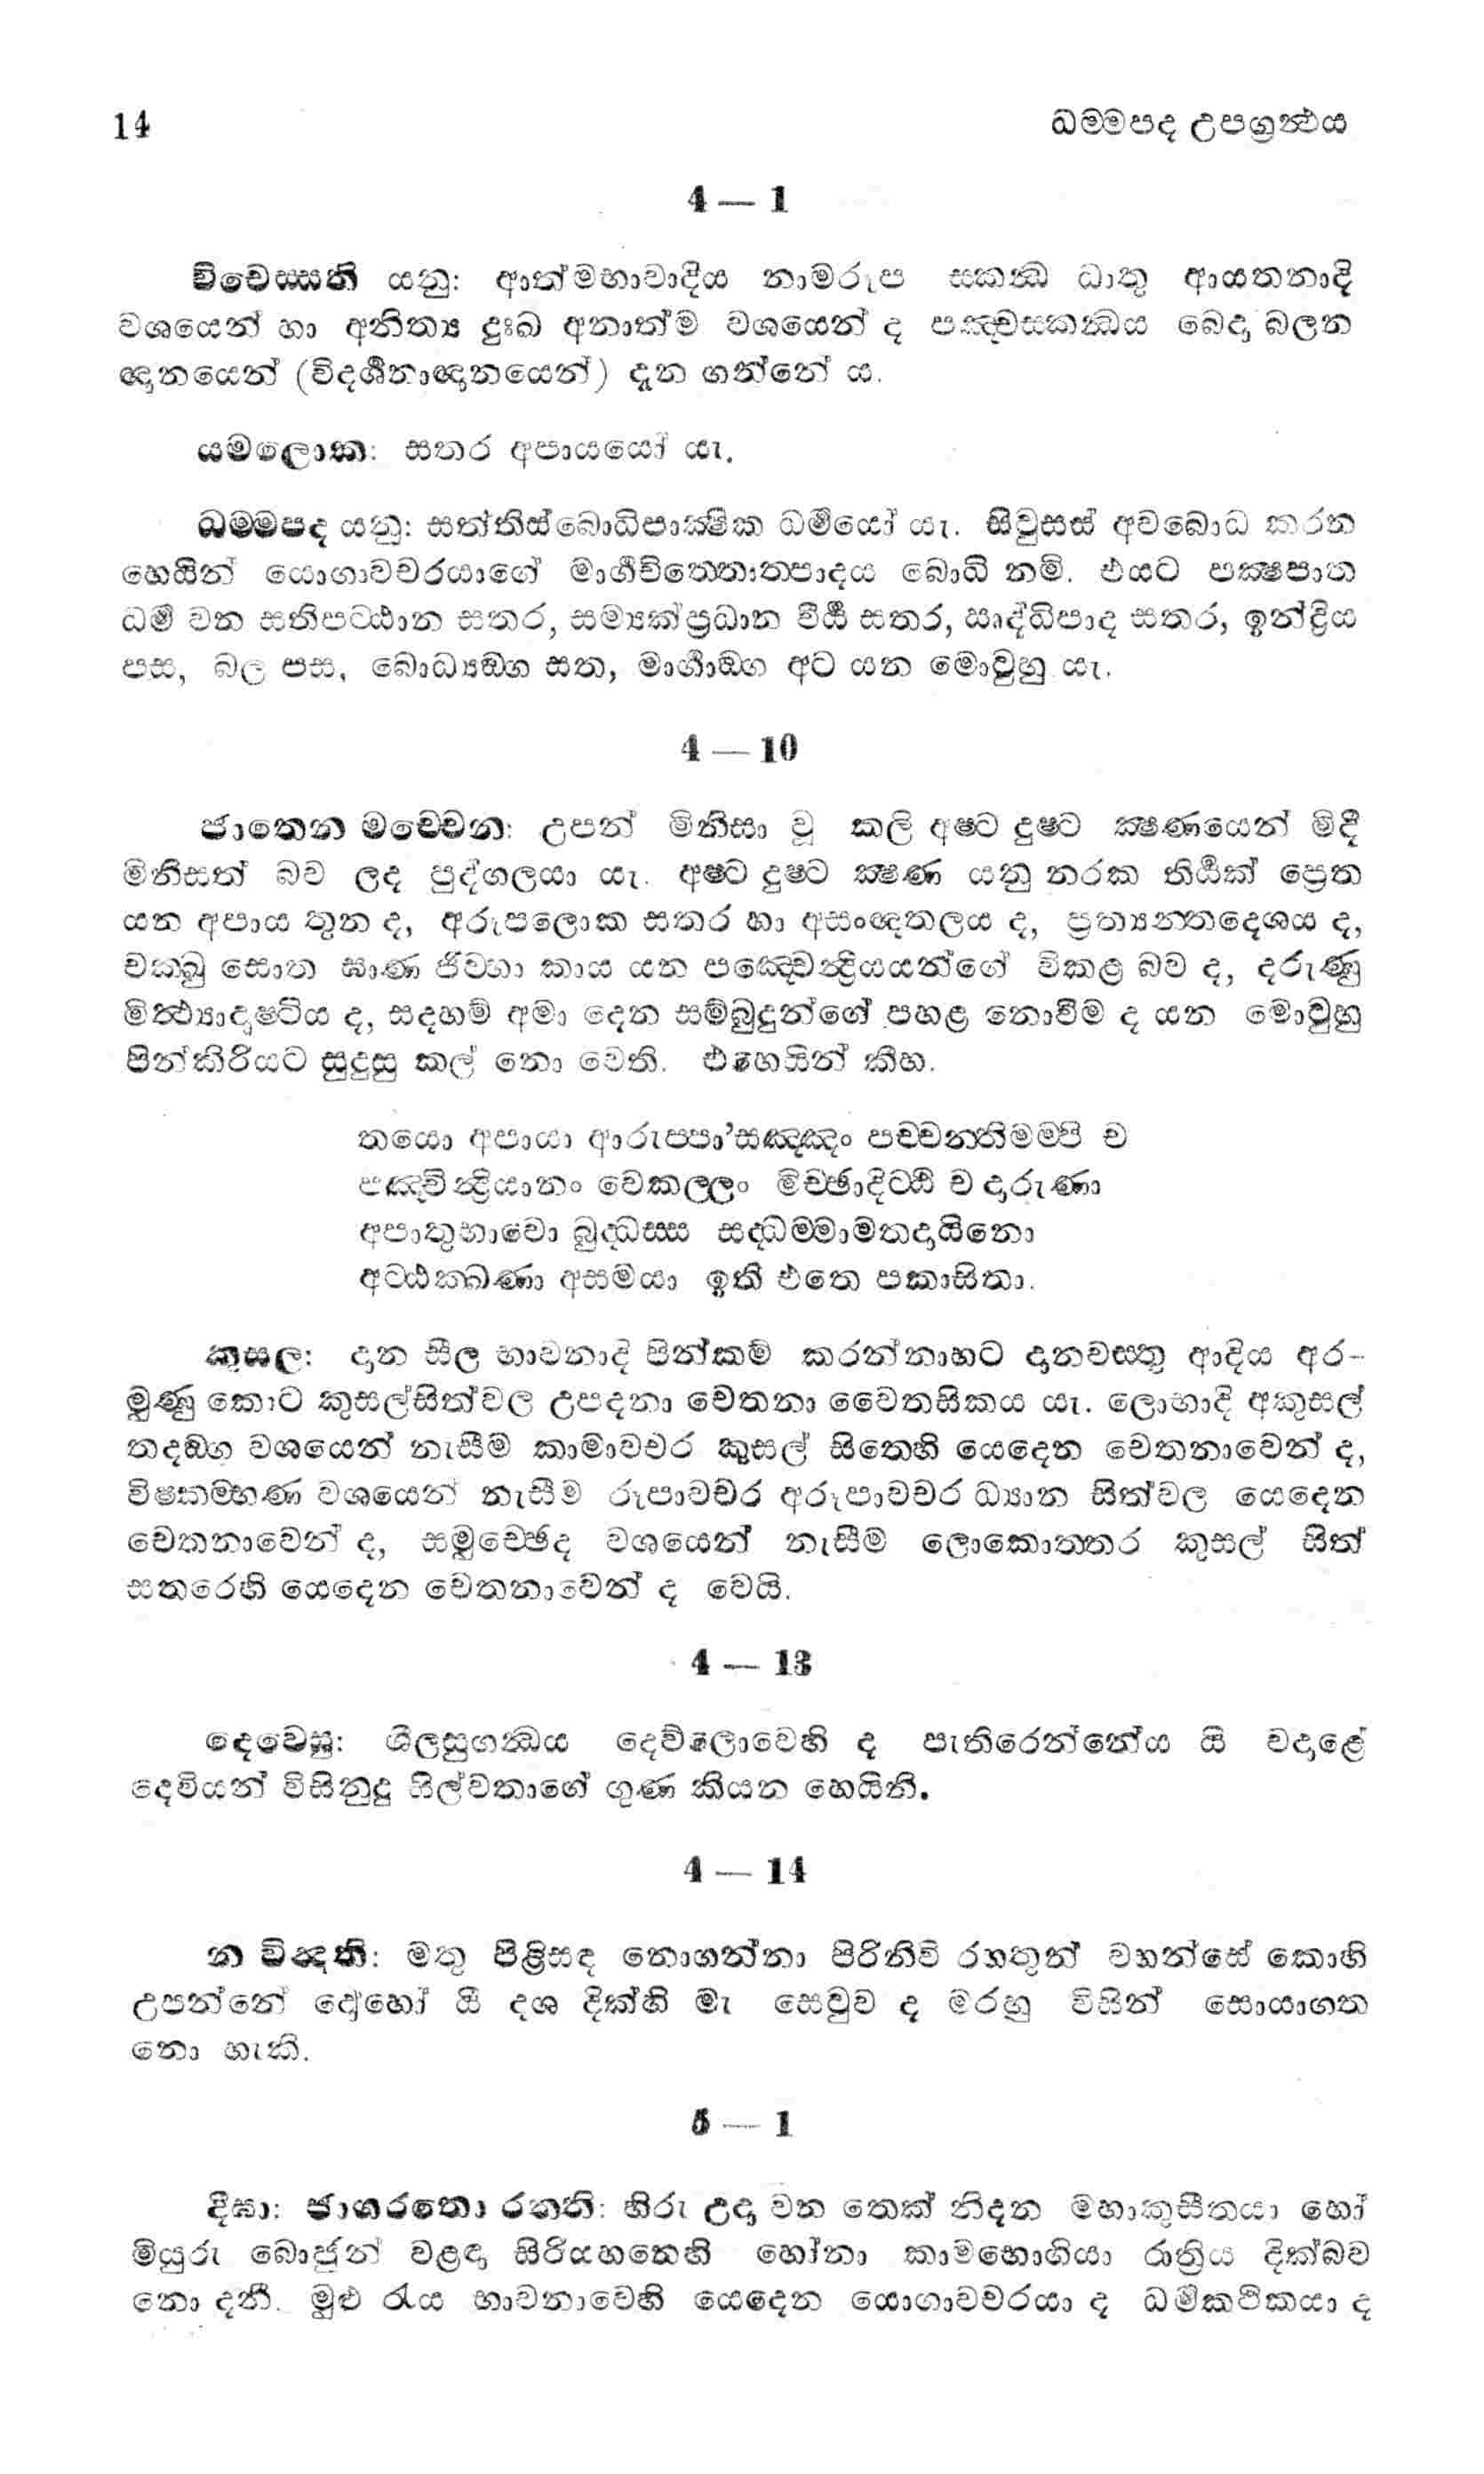 14
ධම්මපද උපග්‍රන්ථය
4 — 1
විචෙස්සති යනු: ආත්මභාවාදිය නාමරූප ස්කන්ධ ධාතු ආයතනාදි
වශයෙන් හා අනිත්‍ය දුඃඛ අනාත්ම වශයෙන් ද පඤ්චස්කන්ධය බෙදා බලන
ඥානයෙන් (විදර්ශනාඥානයෙන්) දැන ගන්නේ ය.
යමලොක: සතර අපායයෝ යැ.
ධම්මපද යනු: සත්තිස්බොධිපාක්ෂික ධර්මයෝ යැ. සිවුසස් අවබොධ කරන
හෙයින් යොගාවචරයාගේ මාර්ගචිත්තොත්පාදය බොධි නමි. එයට පක්ෂපාත
ධර්ම වන සතිපට්ඨාන සතර, සම්‍යක්ප්‍රධාන වීර්ය සතර, සෘද්ධිපාද සතර, ඉන්ද්‍රිය
පස, බල පස, බොධ්‍යඞ්ග සත, මාර්ගාඞ්ග අට යන මොවුහු යැ.
4 — 10
ජාතෙන මච්චෙන: උපන් මිනිසා වූ කලි අෂ්ට දුෂ්ට ක්ෂණයෙන් මිදී
මිනිසත් බව ලද පුද්ගලයා යැ. අෂ්ට දුෂ්ට ක්ෂණ යනු නරක තිර්යක් ප්‍රෙත
යන අපාය තුන ද, අරූපලොක සතර හා අසංඥතලය ද, ප්‍රත්‍යන්තදෙශය ද,
චක්ඛු සොත ඝාණ ජිව්හා කාය යන පඤ්චෙන්ද්‍රියයන්ගේ විකළ බව ද, දරුණු
මිත්‍ථ්‍යාදෘෂ්ටිය ද, සදහම් අමා දෙන සම්බුදුන්ගේ පහළ නොවීම ද යන මොවුහු
පින්කිරියට සුදුසු කල් නො වෙති. එහෙයින් කීහ.
තයො අපායා ආරුප්පා'සඤ්ඤං පච්චන්තිමම්පි ච
පඤ්චින්ද්‍රියානං වෙකල්ලං මිච්ඡාදිට්ඨි ච දාරුණා
අපාතුභාවො බුද්ධස්ස සද්ධම්මාමතදායිනො
අට්ඨක්ඛණා අසමයා ඉති එතෙ පකාසිතා.
කුසල: දාන සීල භාවනාදි පින්කම් කරන්නාහට දානවස්තු ආදිය අර-
මුණු කොට කුසල්සිත්වල උපදනා චෙතනා චෛතසිකය යැ. ලොභාදි අකුසල්
තදඞ්ග වශයෙන් නැසීම කාමාවචර කුසල් සිතෙහි යෙදෙන චෙතනාවෙන් ද,
විෂ්කම්භණ වශයෙන් නැසීම රූපාවචර අරූපාවචර ධ්‍යාන සිත්වල යෙදෙන
චෙතනාවෙන් ද, සමුච්ඡෙද වශයෙන් නැසීම ලොකොත්තර කුසල් සිත්
සතරෙහි යෙදෙන චෙතනාවෙන් ද වෙයි.
4 — 13
දෙවෙසු: ශීලසුගන්ධය දෙව්ලොවෙහි ද පැතිරෙන්නේය යි වදාළේ
දෙවියන් විසිනුදු සිල්වතාගේ ගුණ කියන හෙයිනි.
4 — 14
න වින්දති: මතු පිළිසඳ නොගන්නා පිරිනිවි රහතුන් වහන්සේ කොහි
උපන්නේ දෝහෝ යි දශ දික්හි මැ සෙවුව ද මරහු විසින් සොයාගත
නො හැකි.
5 — 1
දීඝා: ජාගරතො රත්ති: හිරු උදා වන තෙක් නිදන මහාකුසීතයා හෝ
මියුරු බොජුන් වළඳා සිරියහනෙහි හෝනා කාමභොගියා රාත්‍රිය දික්බව
නො දනී. මුළු රැය භාවනාවෙහි යෙදෙන යොගාවචරයා ද ධර්මකථිකයා ද